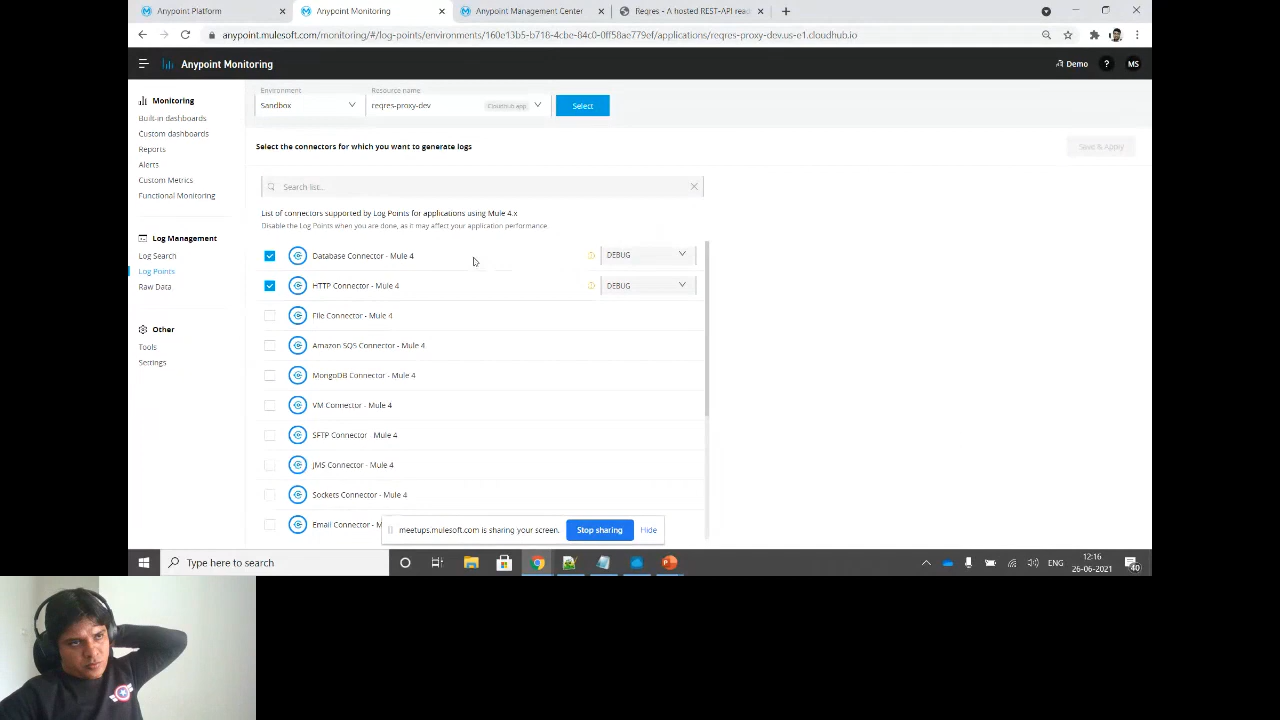 Anypoint Platform
Anypoint Monitoring
Anypoint Management Center
Reqres - A hosted REST-API read
anypoint.mulesoft.com/monitoring/#/log-points/environments/160e13b5-b718-4cbe-84c0-0ff58ae779ef/applications/reqres-proxy-dev.us-e1.cloudhub.io
Anypoint Monitoring
Demo
?
MS
Monitoring
Built-in dashboards
Custom dashboards
Reports
Alerts
Custom Metrics
Functional Monitoring
Log Management
Log Search
Log Points
Raw Data
Other
Tools
Settings
Environment
Sandbox
Resource name
reqres-proxy-dev
CloudHub app
Select
Select the connectors for which you want to generate logs
Save & Apply
Search list...
List of connectors supported by Log Points for applications using Mule 4.x
Disable the Log Points when you are done, as it may affect your application performance.
Database Connector - Mule 4
DEBUG
HTTP Connector - Mule 4
DEBUG
File Connector - Mule 4
Amazon SQS Connector - Mule 4
MongoDB Connector - Mule 4
VM Connector - Mule 4
SFTP Connector - Mule 4
JMS Connector - Mule 4
Sockets Connector - Mule 4
Email Connector - M
meetups.mulesoft.com is sharing your screen.
Stop sharing
Hide
Type here to search
ENG
12:16
26-06-2021
40